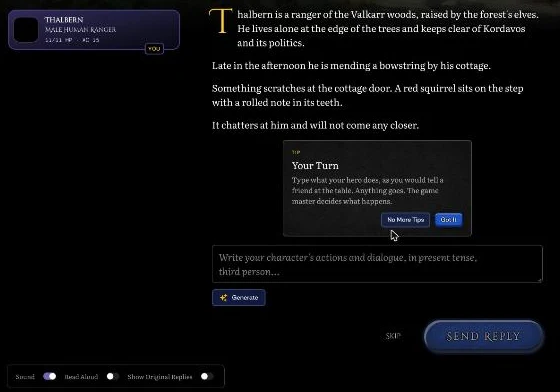 THALBERN
MALE HUMAN RANGER
11/11 HP · AC 15
YOU
Thalbern is a ranger of the Valkarr woods, raised by the forest's elves.
He lives alone at the edge of the trees and keeps clear of Kordavos
and its politics.
Late in the afternoon he is mending a bowstring by his cottage.
Something scratches at the cottage door. A red squirrel sits on the step
with a rolled note in its teeth.
It chatters at him and will not come any closer.
TIP
Your Turn
Type what your hero does, as you would tell a
friend at the table. Anything goes. The game
master decides what happens.
No More Tips
Got It
Write your character's actions and dialogue, in present tense,
third person...
Generate
SKIP
SEND REPLY
Sound
Read Aloud
Show Original Replies